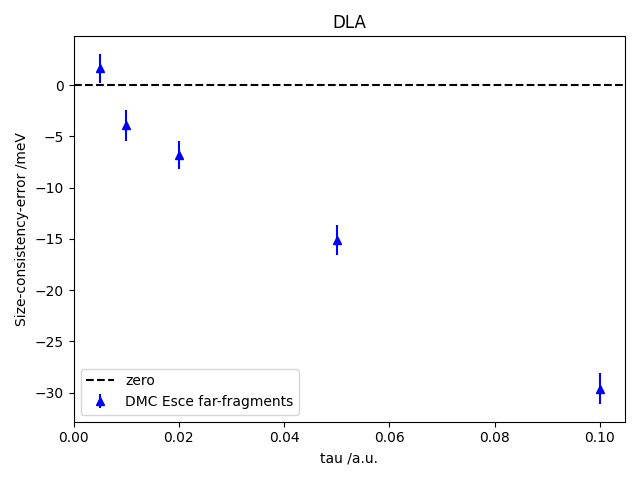 DLA
Size-consistency-error /meV
0
−5
−10
−15
−20
−25
−30
zero
DMC Esce far-fragments
0.00 0.02 0.04 0.06 0.08 0.10
tau /a.u.